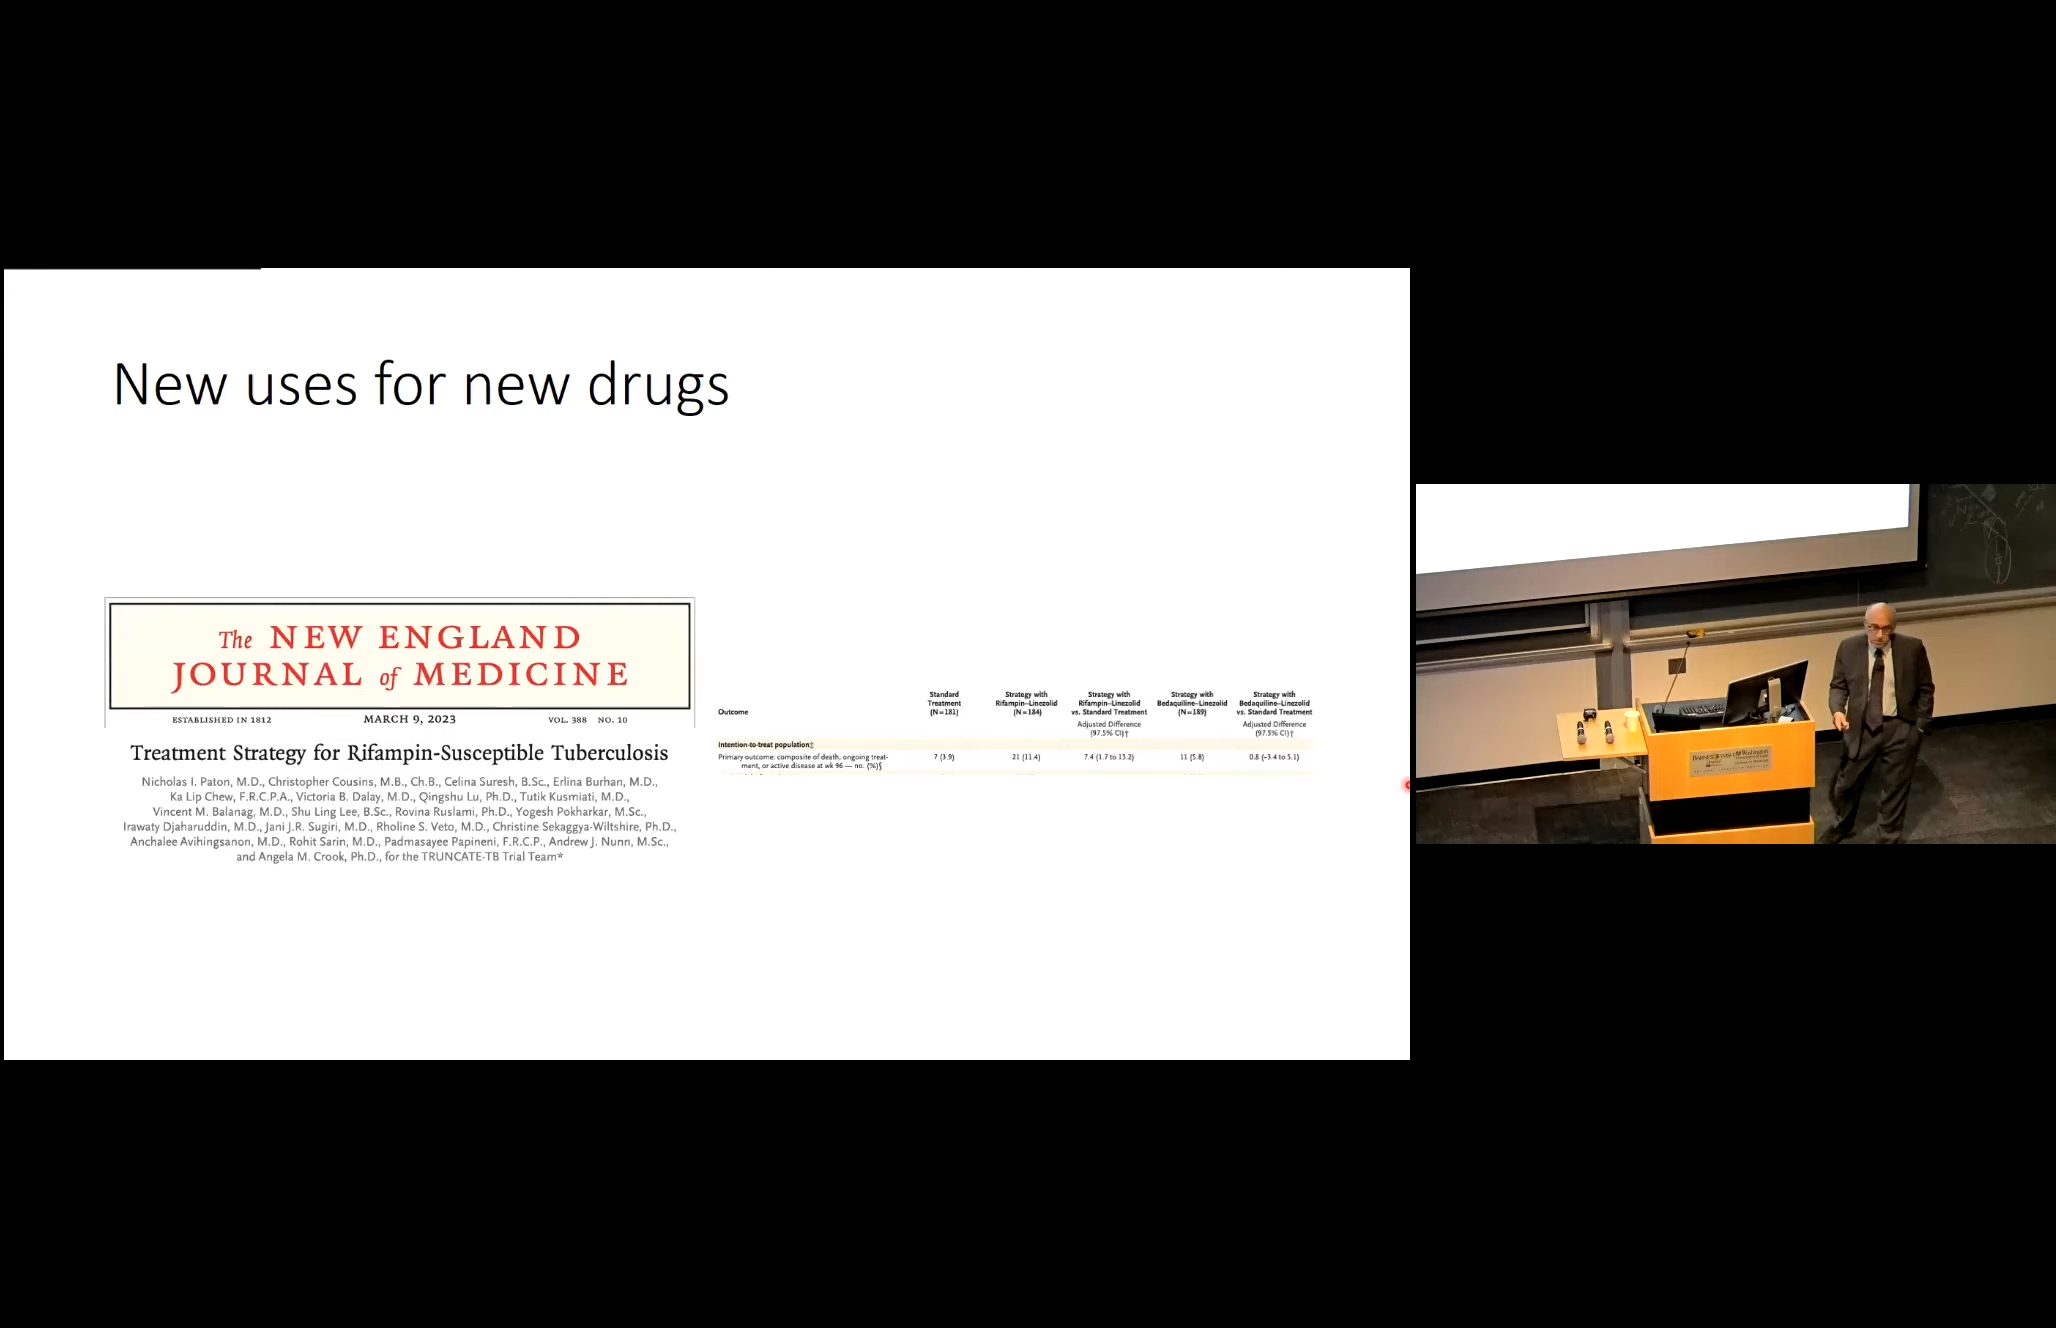 New uses for new drugs
The NEW ENGLAND
JOURNAL of MEDICINE
ESTABLISHED IN 1812 MARCH 9, 2023 VOL. 388 NO. 10
Treatment Strategy for Rifampin-Susceptible Tuberculosis
Nicholas I. Paton, M.D., Christopher Cousins, M.B., Ch.B., Celina Suresh, B.Sc., Erlina Burhan, M.D.,
Ka Lip Chew, F.R.C.P.A., Victoria B. Dalay, M.D., Qingshu Lu, Ph.D., Tutik Kusmiati, M.D.,
Vincent M. Balanag, M.D., Shu Ling Lee, B.Sc., Rovina Ruslami, Ph.D., Yogesh Pokharkar, M.Sc.,
Irawaty Djaharuddin, M.D., Jani J.R. Sugiri, M.D., Rholine S. Veto, M.D., Christine Sekaggya-Wiltshire, Ph.D.,
Anchalee Avihingsanon, M.D., Rohit Sarin, M.D., Padmasayee Papineni, F.R.C.P., Andrew J. Nunn, M.Sc.,
and Angela M. Crook, Ph.D., for the TRUNCATE-TB Trial Team*
Outcome
Standard
Treatment
(N=181)
Strategy with
Rifampin–Linezolid
(N=184)
Strategy with
Rifampin–Linezolid
vs. Standard Treatment
Adjusted Difference
(97.5% CI)†
Strategy with
Bedaquiline–Linezolid
(N=189)
Strategy with
Bedaquiline–Linezolid
vs. Standard Treatment
Adjusted Difference
(97.5% CI)†
Intention-to-treat population‡
Primary outcome: composite of death, ongoing treat-
ment, or active disease at wk 96 — no. (%)§
7 (3.9) 21 (11.4) 7.4 (1.7 to 13.2) 11 (5.8) 0.8 (−3.4 to 5.1)
BARNES JEWISH Washington